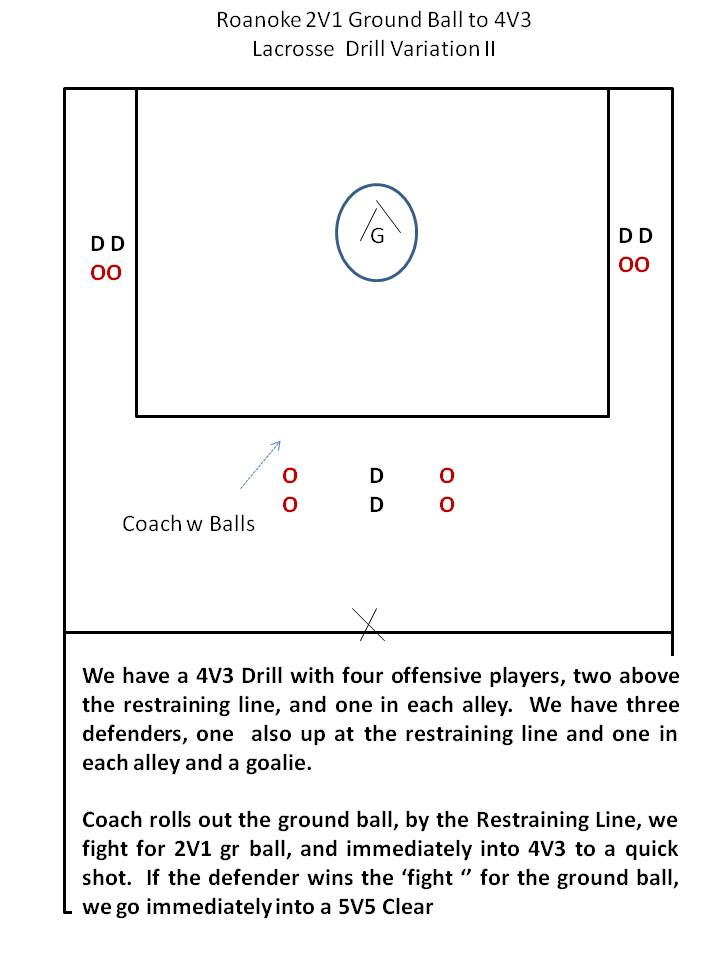 Roanoke 2V1 Ground Ball to 4V3
Lacrosse Drill Variation II
G
D D
D D
OO
OO
O D O
O D O
Coach w Balls
We have a 4V3 Drill with four offensive players, two above
the restraining line, and one in each alley. We have three
defenders, one also up at the restraining line and one in
each alley and a goalie.
Coach rolls out the ground ball, by the Restraining Line, we
fight for 2V1 gr ball, and immediately into 4V3 to a quick
shot. If the defender wins the ‘fight ” for the ground ball,
we go immediately into a 5V5 Clear